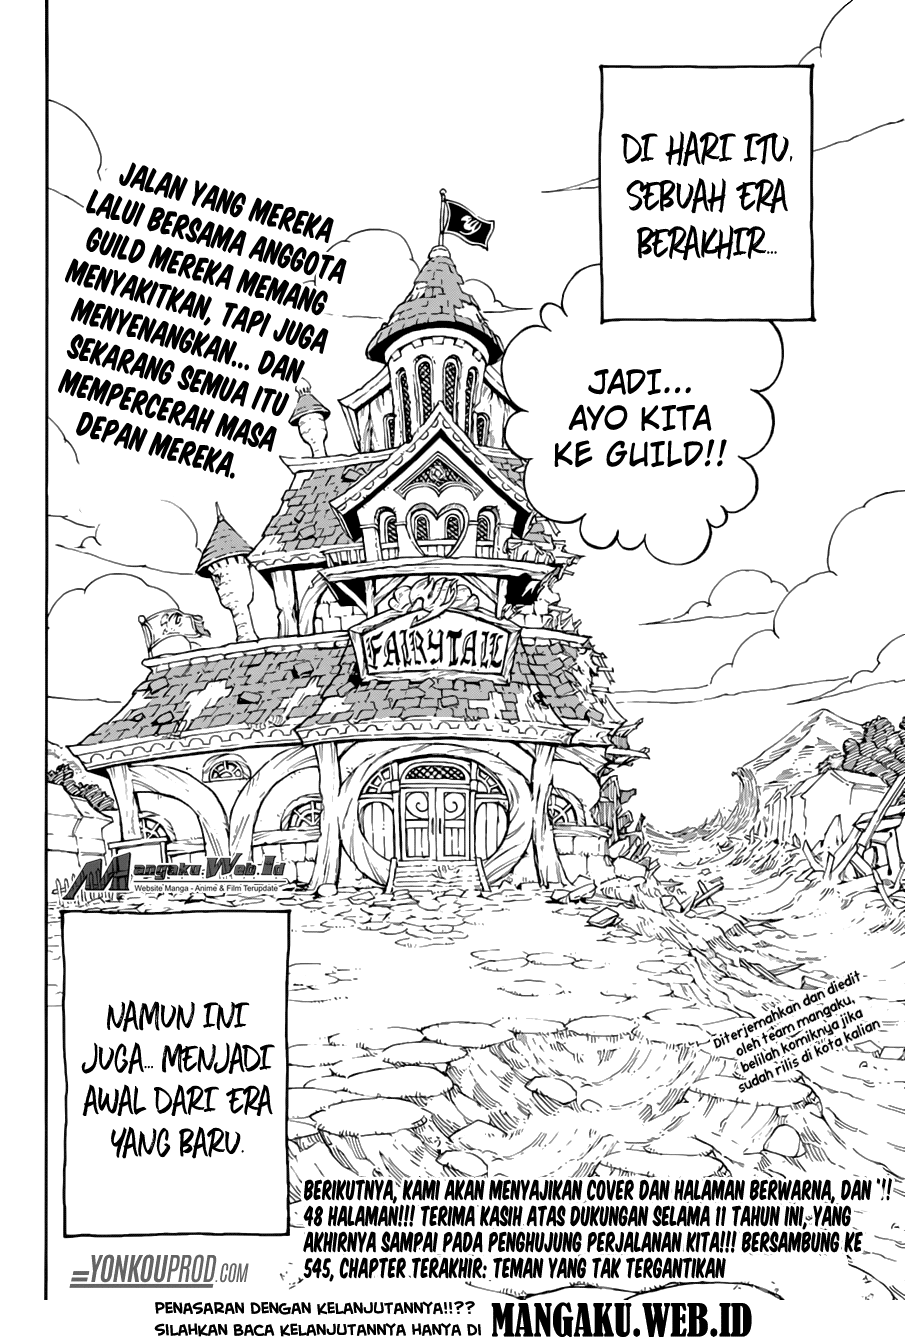 DI HARI ITU,
SEBUAH ERA
BERAKHIR...
JALAN YANG MEREKA
LALUI BERSAMA ANGGOTA
GUILD MEREKA MEMANG
MENYAKITKAN, TAPI JUGA
MENYENANGKAN... DAN
SEKARANG SEMUA ITU
MEMPERCERAH MASA
DEPAN MEREKA.
JADI...
AYO KITA
KE GUILD!!
FAIRYTAIL
Mangaku.Web.Id
Website Manga - Anime & Film Terupdate
NAMUN INI
JUGA... MENJADI
AWAL DARI ERA
YANG BARU.
Diterjemahkan dan diedit
oleh team mangaku,
belilah komiknya jika
sudah rilis di kota kalian
BERIKUTNYA, KAMI AKAN MENYAJIKAN COVER DAN HALAMAN BERWARNA, DAN "!!
48 HALAMAN!!! TERIMA KASIH ATAS DUKUNGAN SELAMA 11 TAHUN INI, YANG
AKHIRNYA SAMPAI PADA PENGHUJUNG PERJALANAN KITA!!! BERSAMBUNG KE
545, CHAPTER TERAKHIR: TEMAN YANG TAK TERGANTIKAN
YONKOUPROD.COM
PENASARAN DENGAN KELANJUTANNYA!!??
SILAHKAN BACA KELANJUTANNYA HANYA DI
MANGAKU.WEB.ID